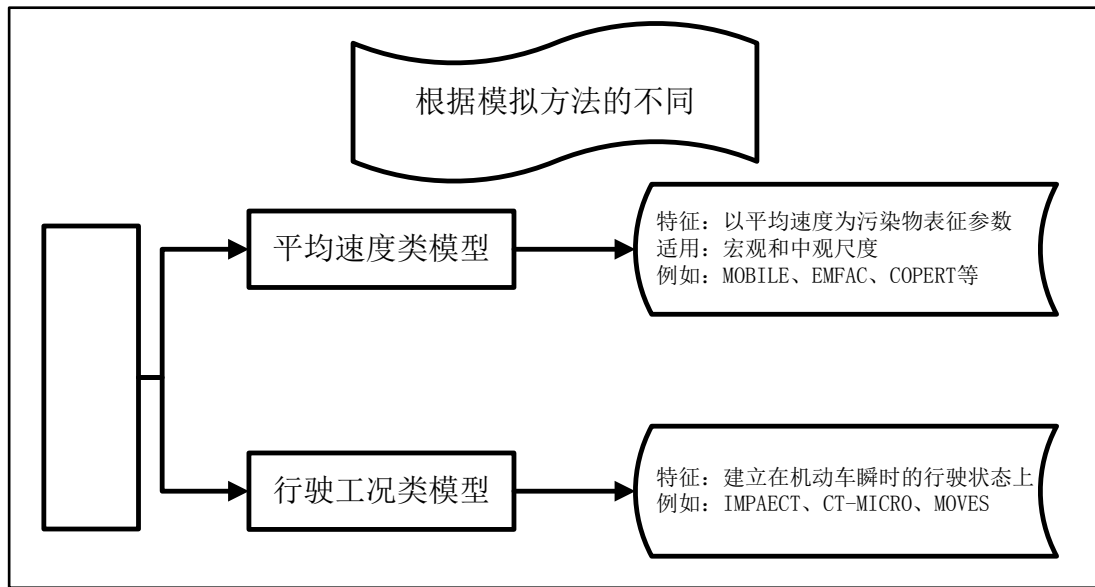 根据模拟方法的不同
平均速度类模型
特征：以平均速度为污染物表征参数
适用：宏观和中观尺度
例如：MOBILE、EMFAC、COPERT等
行驶工况类模型
特征：建立在机动车瞬时的行驶状态上
例如：IMPAECT、CT-MICRO、MOVES